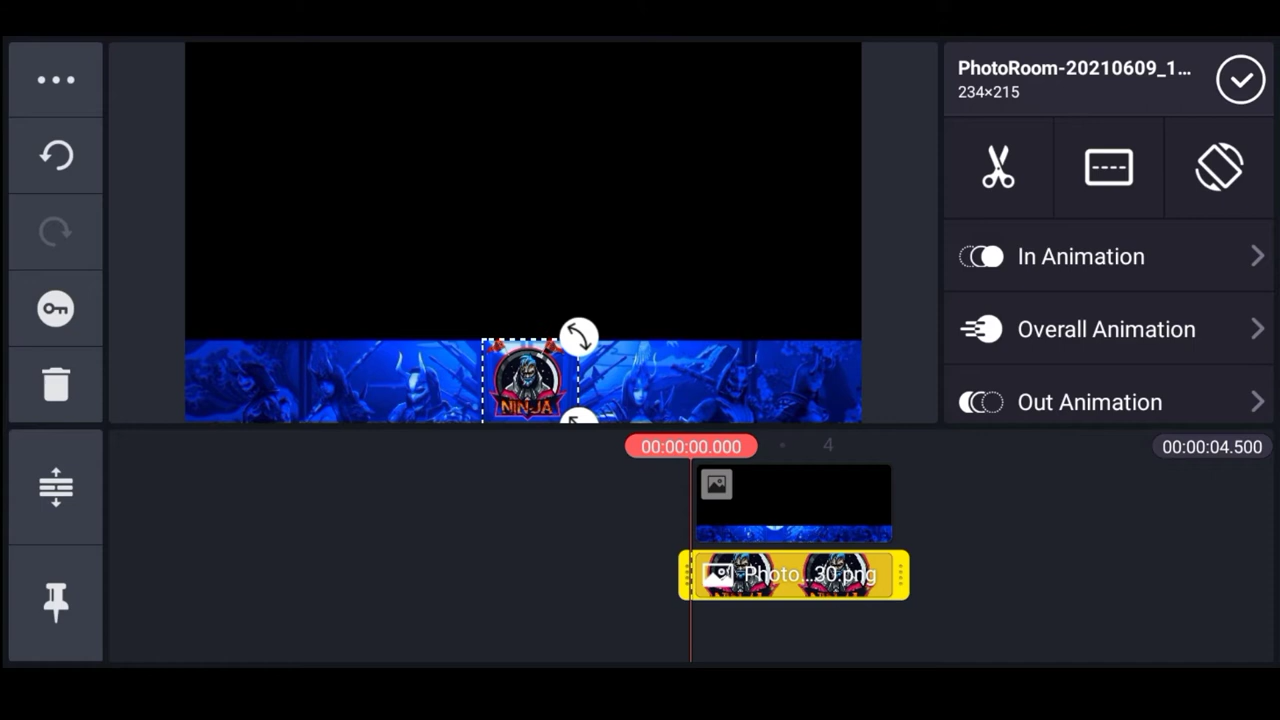 PhotoRoom-20210609_1...
234×215
In Animation
Overall Animation
Out Animation
NINJA
00:00:00.000
4
00:00:04.500
Photo...30.png